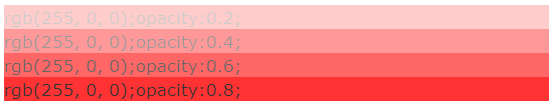 rgb(255, 0, 0);opacity:0.2;
rgb(255, 0, 0);opacity:0.4;
rgb(255, 0, 0);opacity:0.6;
rgb(255, 0, 0);opacity:0.8;